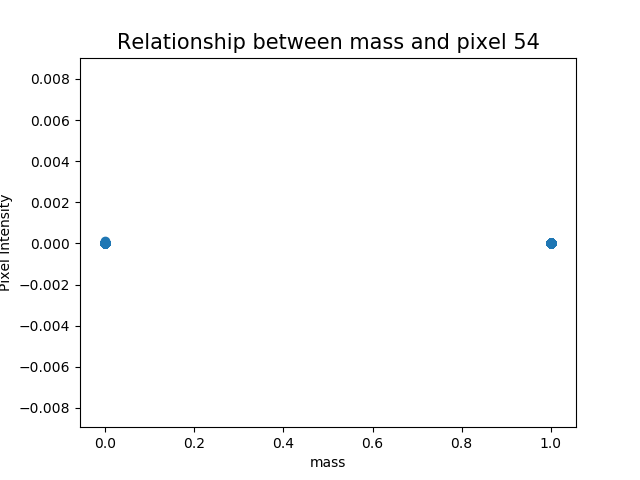 Relationship between mass and pixel 54
0.008
0.006
0.004
0.002
0.000
−0.002
−0.004
−0.006
−0.008
Pixel Intensity
0.0 0.2 0.4 0.6 0.8 1.0
mass